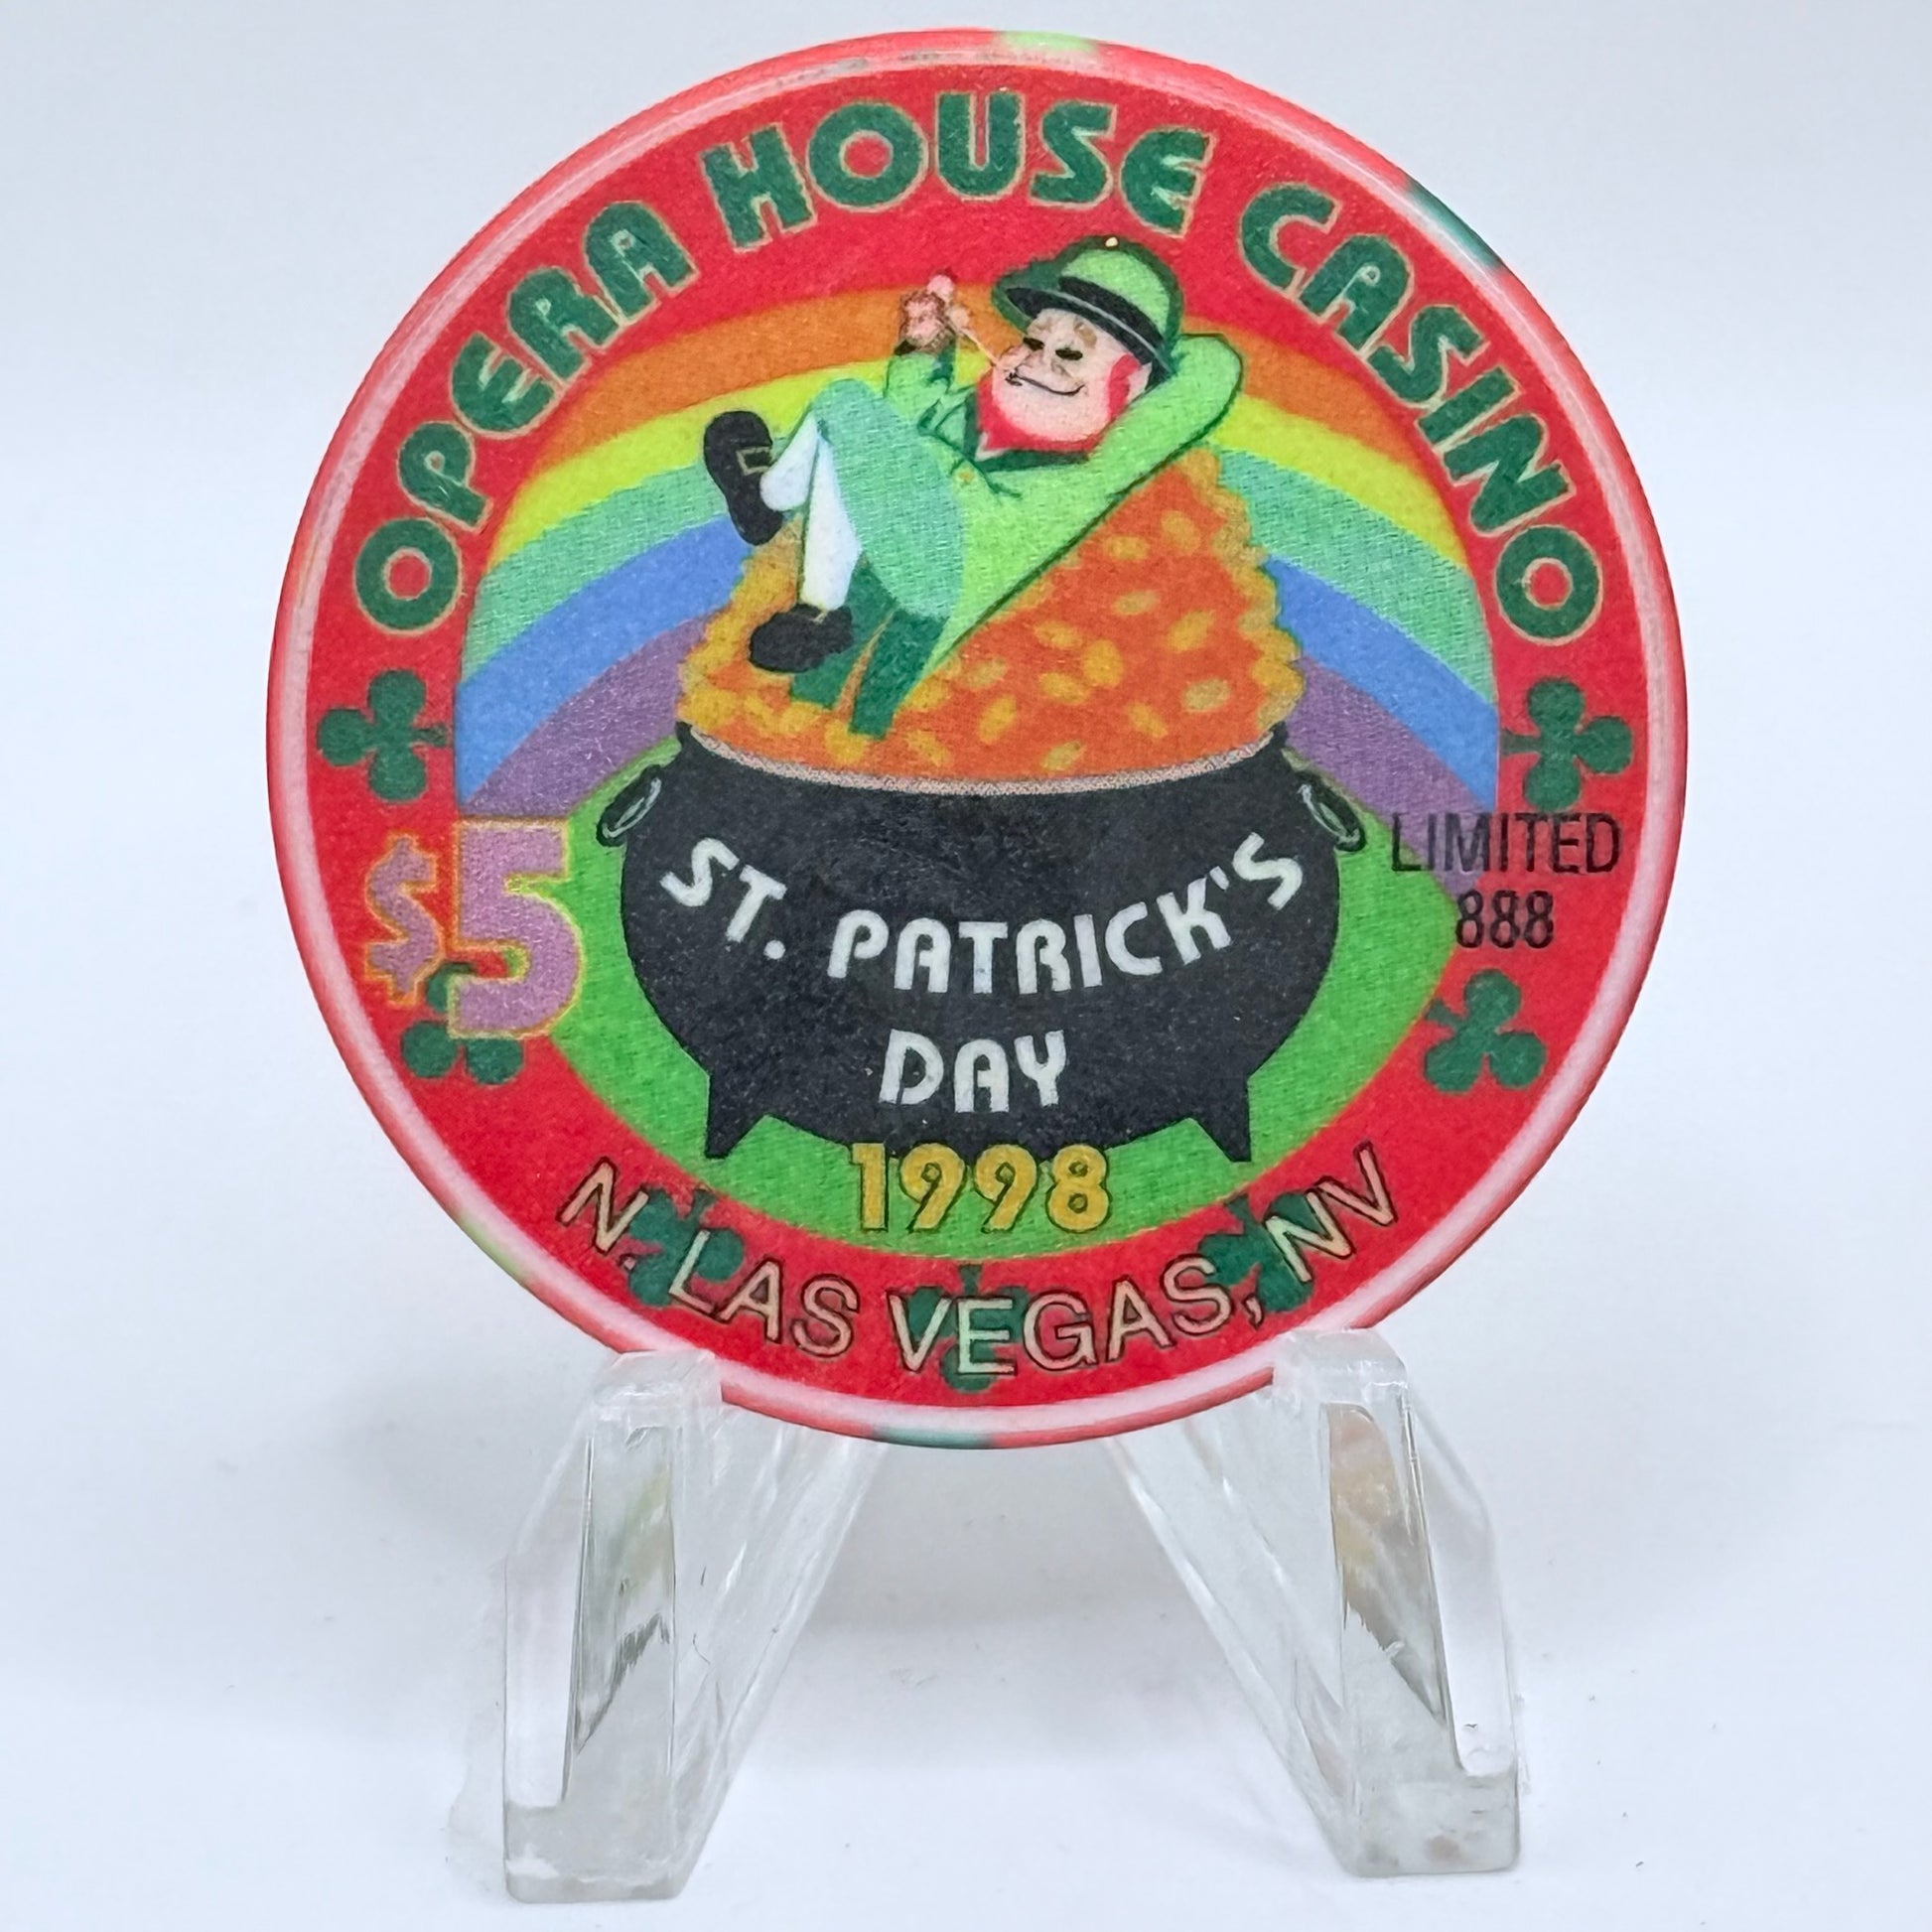 OPERA HOUSE CASINO
$5
LIMITED
888
ST. PATRICK'S
DAY
1998
N. LAS VEGAS, NV